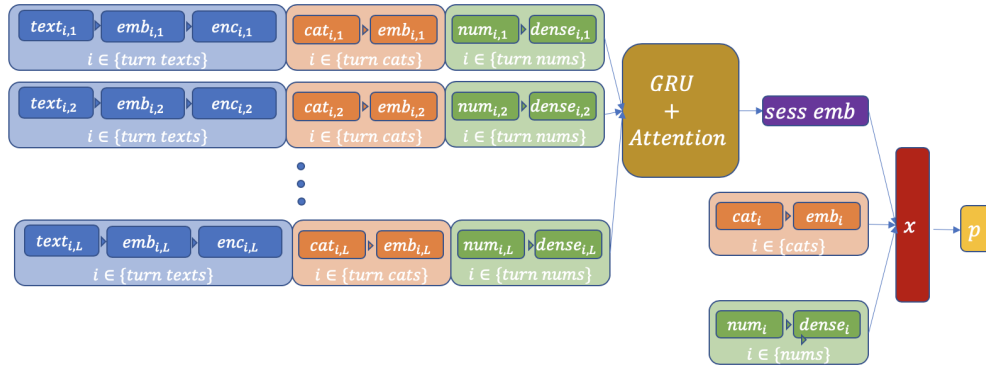 text_{i,1} emb_{i,1} enc_{i,1} cat_{i,1} emb_{i,1} num_{i,1} dense_{i,1}
i ∈ {turn texts} i ∈ {turn cats} i ∈ {turn nums}
text_{i,2} emb_{i,2} enc_{i,2} cat_{i,2} emb_{i,2} num_{i,2} dense_{i,2}
i ∈ {turn texts} i ∈ {turn cats} i ∈ {turn nums}
text_{i,L} emb_{i,L} enc_{i,L} cat_{i,L} emb_{i,L} num_{i,L} dense_{i,L}
i ∈ {turn texts} i ∈ {turn cats} i ∈ {turn nums}
GRU
+
Attention
sess emb
cat_i emb_i
i ∈ {cats}
num_i dense_i
i ∈ {nums}
x
p